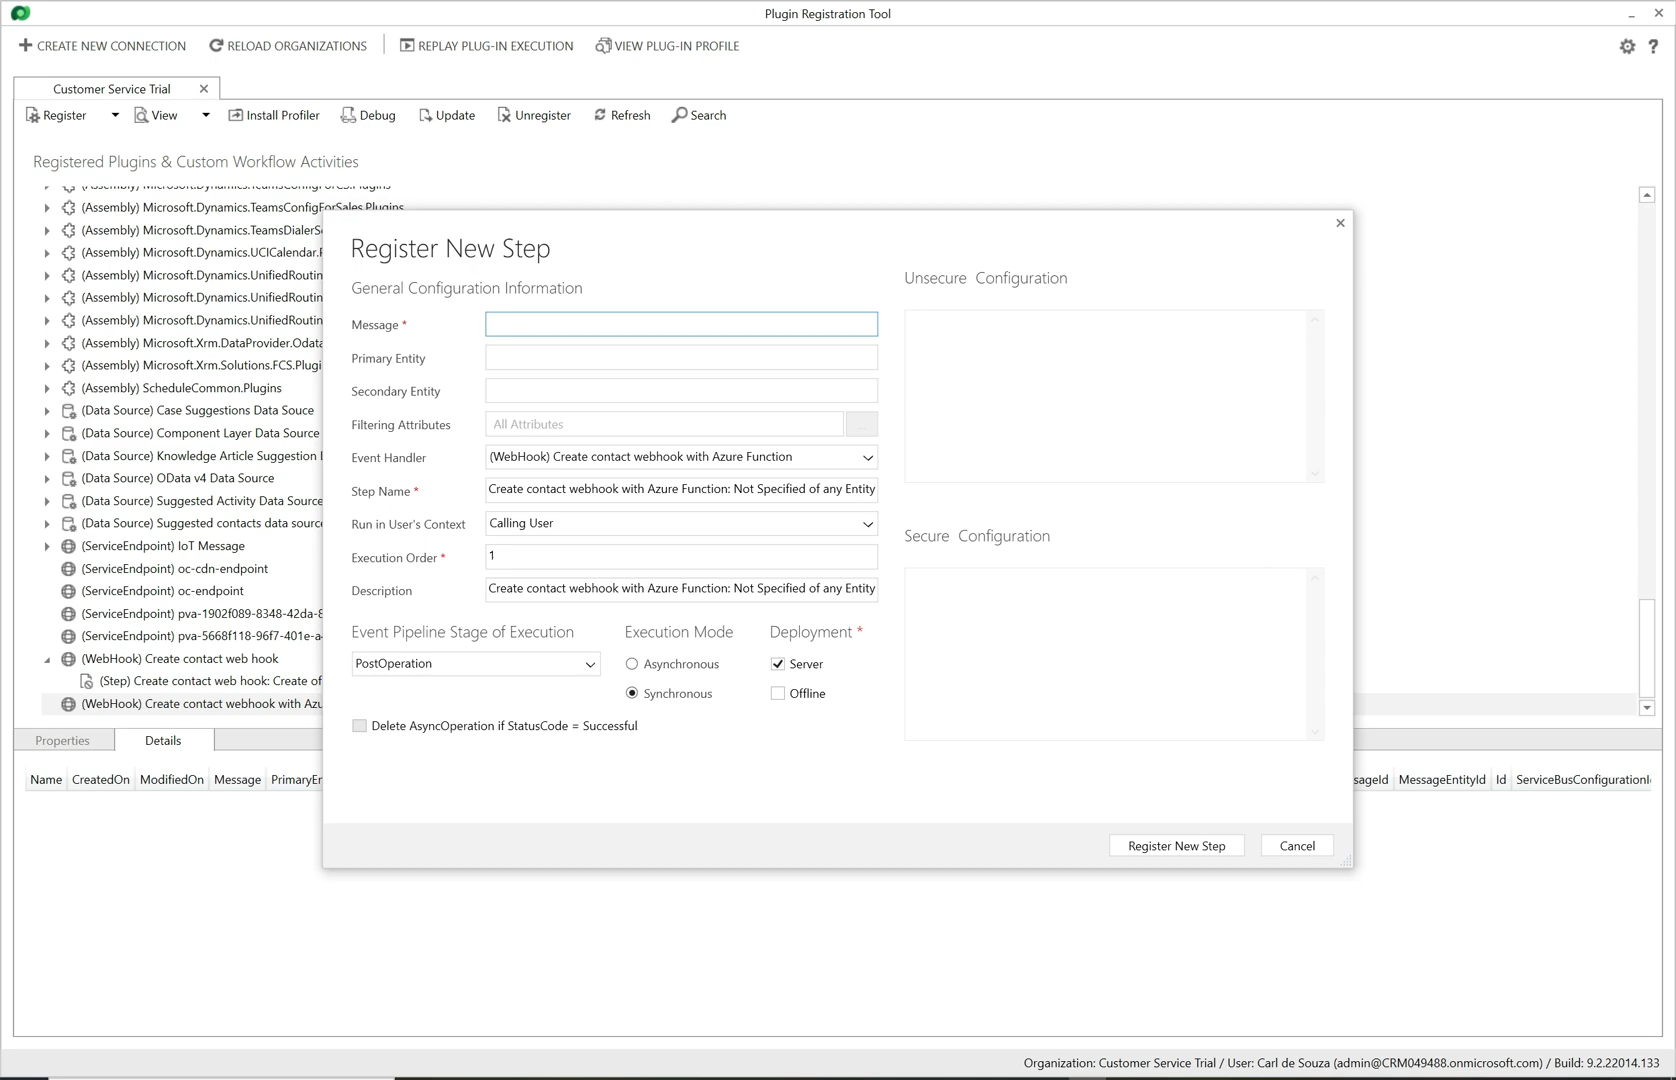 Plugin Registration Tool
CREATE NEW CONNECTION
RELOAD ORGANIZATIONS
REPLAY PLUG-IN EXECUTION
VIEW PLUG-IN PROFILE
Customer Service Trial
Register
View
Install Profiler
Debug
Update
Unregister
Refresh
Search
Registered Plugins & Custom Workflow Activities
(Assembly) Microsoft.Dynamics.TeamsConfigForCS.Plugins
(Assembly) Microsoft.Dynamics.TeamsConfigForSales.Plugins
(Assembly) Microsoft.Dynamics.TeamsDialerS
(Assembly) Microsoft.Dynamics.UCICalendar.
(Assembly) Microsoft.Dynamics.UnifiedRoutin
(Assembly) Microsoft.Dynamics.UnifiedRoutin
(Assembly) Microsoft.Dynamics.UnifiedRoutin
(Assembly) Microsoft.Xrm.DataProvider.Odata
(Assembly) Microsoft.Xrm.Solutions.FCS.Plugi
(Assembly) ScheduleCommon.Plugins
(Data Source) Case Suggestions Data Souce
(Data Source) Component Layer Data Source
(Data Source) Knowledge Article Suggestion
(Data Source) OData v4 Data Source
(Data Source) Suggested Activity Data Source
(Data Source) Suggested contacts data source
(ServiceEndpoint) IoT Message
(ServiceEndpoint) oc-cdn-endpoint
(ServiceEndpoint) oc-endpoint
(ServiceEndpoint) pva-1902f089-8348-42da-8
(ServiceEndpoint) pva-5668f118-96f7-401e-a
(WebHook) Create contact web hook
(Step) Create contact web hook: Create of
(WebHook) Create contact webhook with Azu
Register New Step
General Configuration Information
Message *
Primary Entity
Secondary Entity
Filtering Attributes
All Attributes
...
Event Handler
(WebHook) Create contact webhook with Azure Function
Step Name *
Create contact webhook with Azure Function: Not Specified of any Entity
Run in User's Context
Calling User
Execution Order *
1
Description
Create contact webhook with Azure Function: Not Specified of any Entity
Event Pipeline Stage of Execution
Execution Mode
Deployment *
PostOperation
Asynchronous
Server
Synchronous
Offline
Delete AsyncOperation if StatusCode = Successful
Unsecure Configuration
Secure Configuration
Register New Step
Cancel
Properties
Details
Name
CreatedOn
ModifiedOn
Message
PrimaryEn
sageId
MessageEntityId
Id
ServiceBusConfigurationI
Organization: Customer Service Trial / User: Carl de Souza (admin@CRM049488.onmicrosoft.com) / Build: 9.2.22014.133